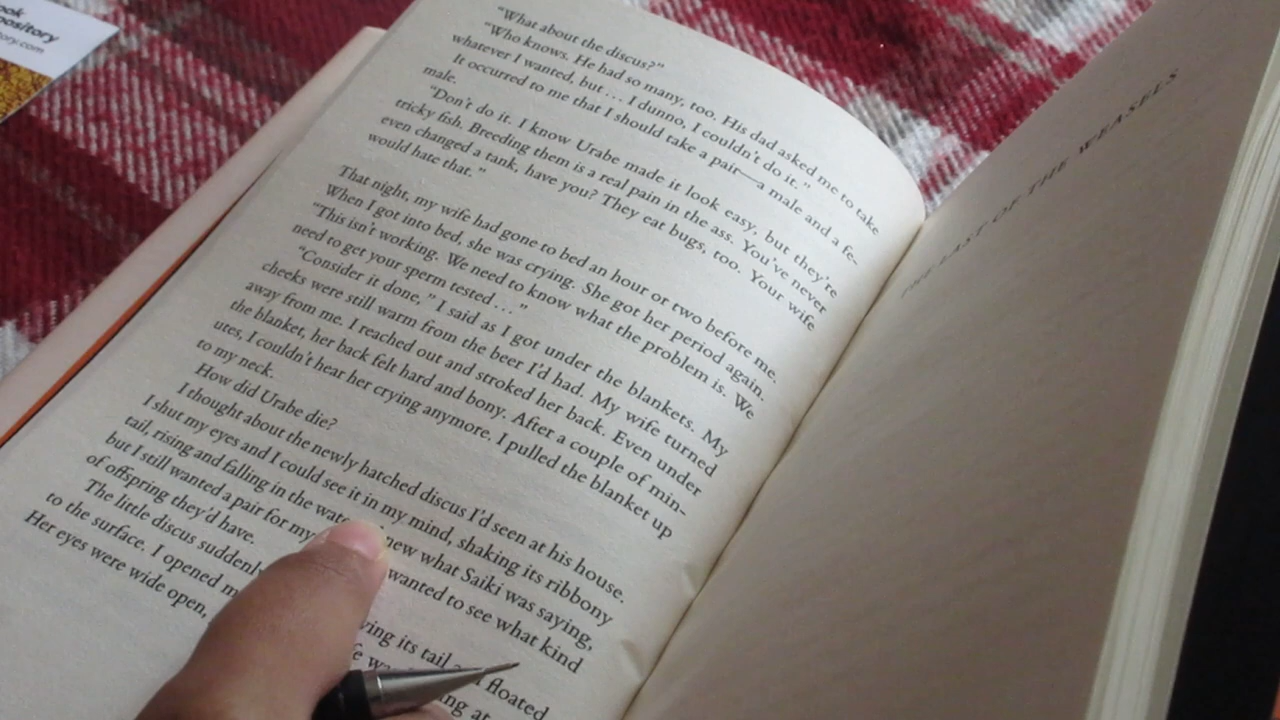 ook
pository
tory.com
“What about the discus?”
“Who knows. He had so many, too. His dad asked me to take
whatever I wanted, but . . . I dunno, I couldn’t do it.”
It occurred to me that I should take a pair—a male and a fe-
male.
“Don’t do it. I know Urabe made it look easy, but they’re
tricky fish. Breeding them is a real pain in the ass. You’ve never
even changed a tank, have you? They eat bugs, too. Your wife
would hate that.”
That night, my wife had gone to bed an hour or two before me.
When I got into bed, she was crying. She got her period again.
“This isn’t working. We need to know what the problem is. We
need to get your sperm tested . . . ”
“Consider it done,” I said as I got under the blankets. My
cheeks were still warm from the beer I’d had. My wife turned
away from me. I reached out and stroked her back. Even under
the blanket, her back felt hard and bony. After a couple of min-
utes, I couldn’t hear her crying anymore. I pulled the blanket up
to my neck.
How did Urabe die?
I thought about the newly hatched discus I’d seen at his house.
I shut my eyes and I could see it in my mind, shaking its ribbony
tail, rising and falling in the wate new what Saiki was saying,
but I still wanted a pair for my wanted to see what kind
of offspring they’d have.
The little discus suddenl ving its tail I floated
to the surface. I opened m
Her eyes were wide open, ng at
THE LAST OF THE WEASELS